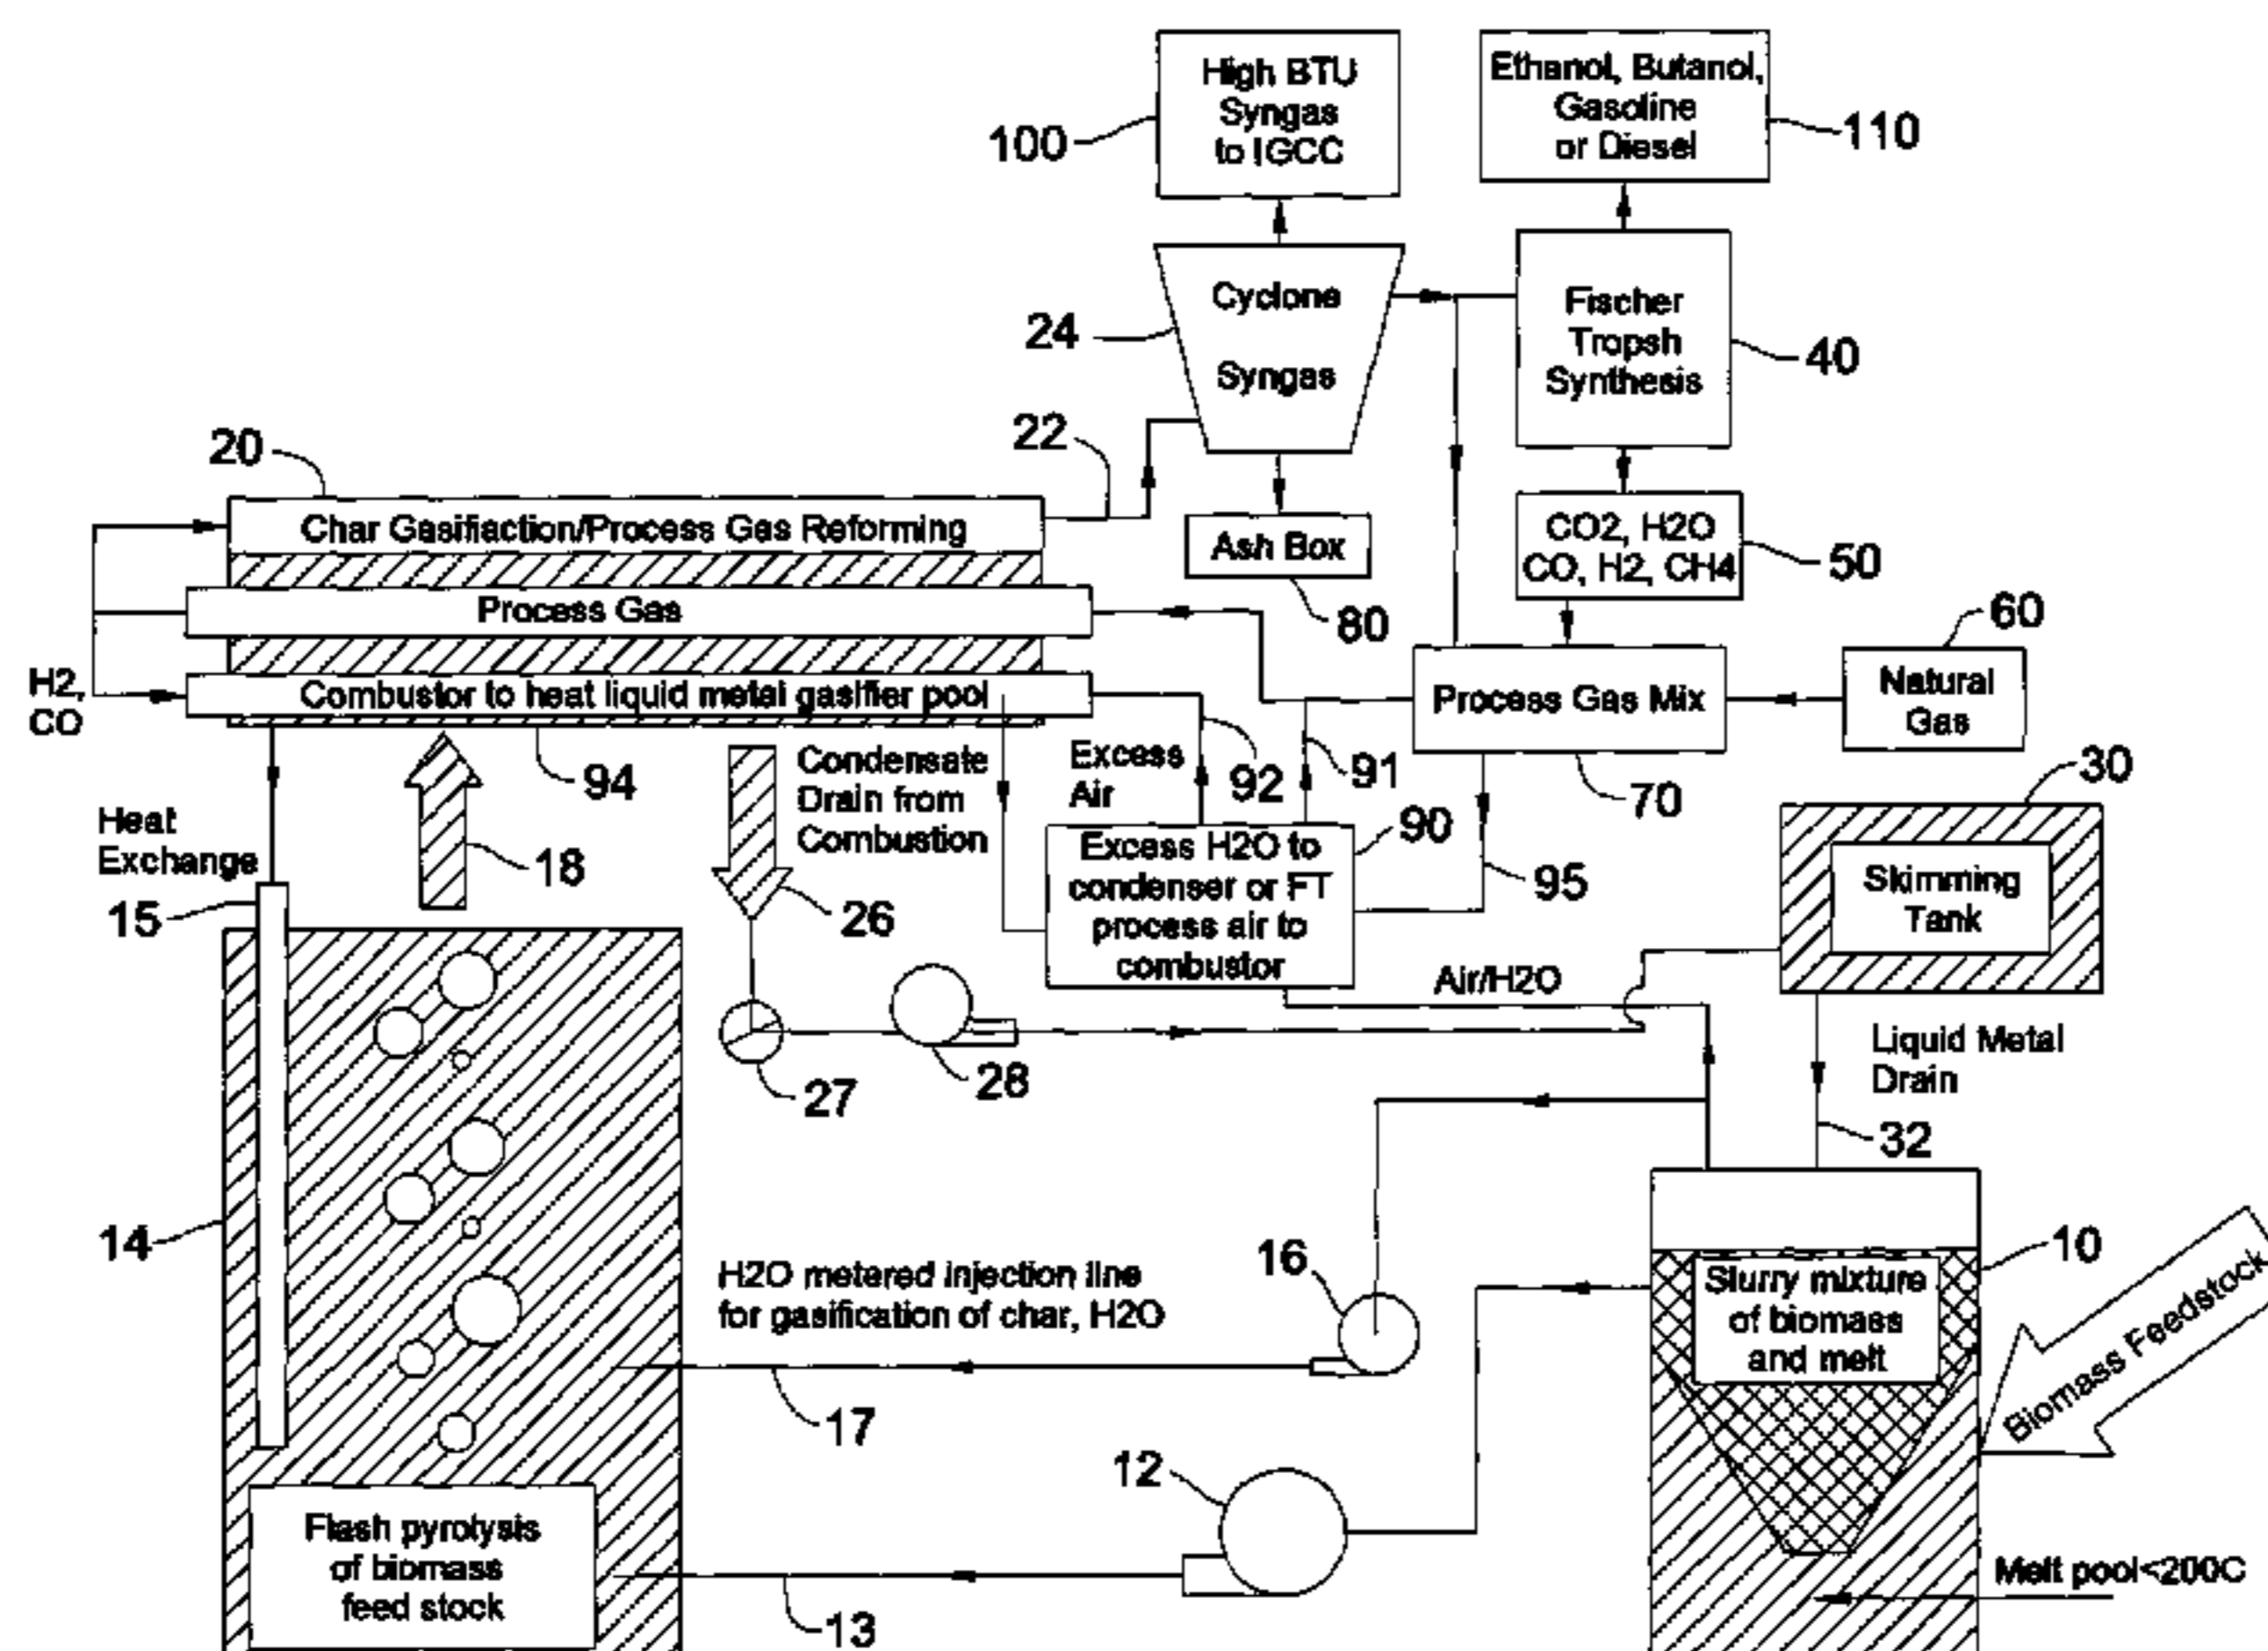 High BTU
Syngas
to IGCC
100
Ethanol, Butanol,
Gasoline
or Diesel
110
Cyclone
Syngas
24
Fischer
Tropsh
Synthesis
40
20
22
Char Gasifiaction/Process Gas Reforming
Ash Box
80
CO2, H2O
CO, H2, CH4
50
Process Gas
60
H2,
CO
Combustor to heat liquid metal gasifier pool
Process Gas Mix
70
Natural
Gas
94
Condensate
Drain from
Combustion
Excess
Air
92
91
30
Heat
Exchange
18
15
26
Excess H2O to
condenser or FT
process air to
combustor
90
95
Skimming
Tank
Air/H2O
27
28
Liquid Metal
Drain
32
14
H2O metered injection line
for gasification of char, H2O
16
10
Slurry mixture
of biomass
and melt
Biomass Feedstock
17
12
Flash pyrolysis
of biomass
feed stock
13
Melt pool<200C